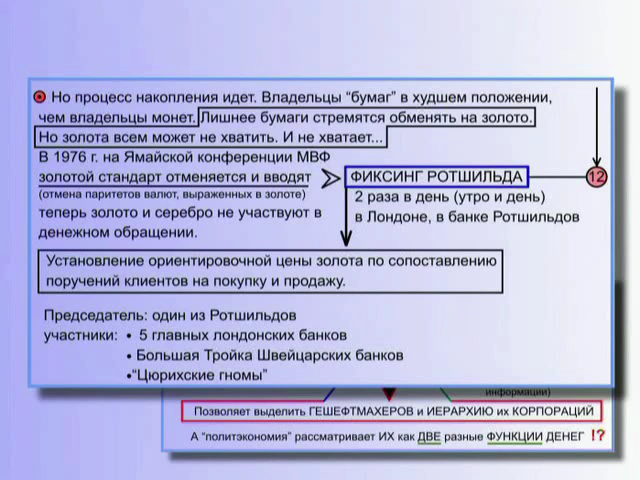 Но процесс накопления идет. Владельцы “бумаг” в худшем положении,
чем владельцы монет. Лишнее бумаги стремятся обменять на золото.
Но золота всем может не хватить. И не хватает...
В 1976 г. на Ямайской конференции МВФ
золотой стандарт отменяется и вводят
(отмена паритетов валют, выраженных в золоте)
теперь золото и серебро не участвуют в
денежном обращении.
ФИКСИНГ РОТШИЛЬДА
12
2 раза в день (утро и день)
в Лондоне, в банке Ротшильдов
Установление ориентировочной цены золота по сопоставлению
поручений клиентов на покупку и продажу.
Председатель: один из Ротшильдов
участники: • 5 главных лондонских банков
• Большая Тройка Швейцарских банков
•“Цюрихские гномы”
информации)
Позволяет выделить ГЕШЕФТМАХЕРОВ и ИЕРАРХИЮ их КОРПОРАЦИЙ
А “политэкономия” рассматривает ИХ как ДВЕ разные ФУНКЦИИ ДЕНЕГ !?